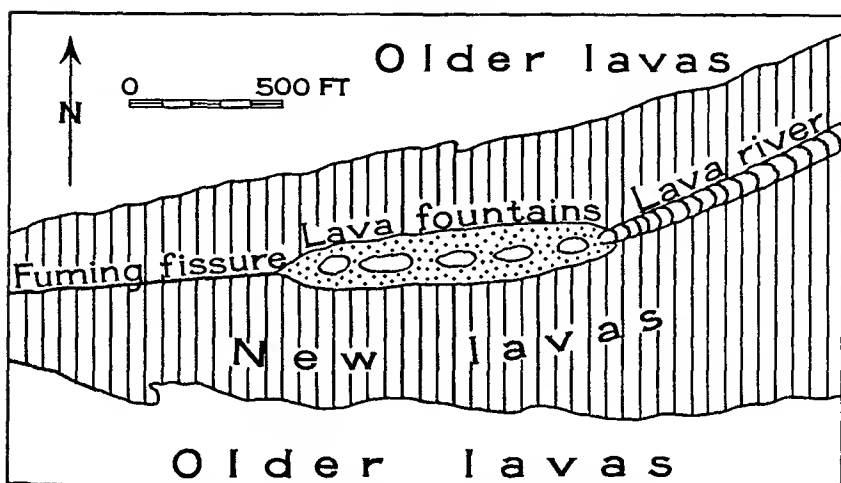 Older lavas
0 500 FT
N
Lava river
Lava fountains
Fuming fissure
New lavas
Older lavas